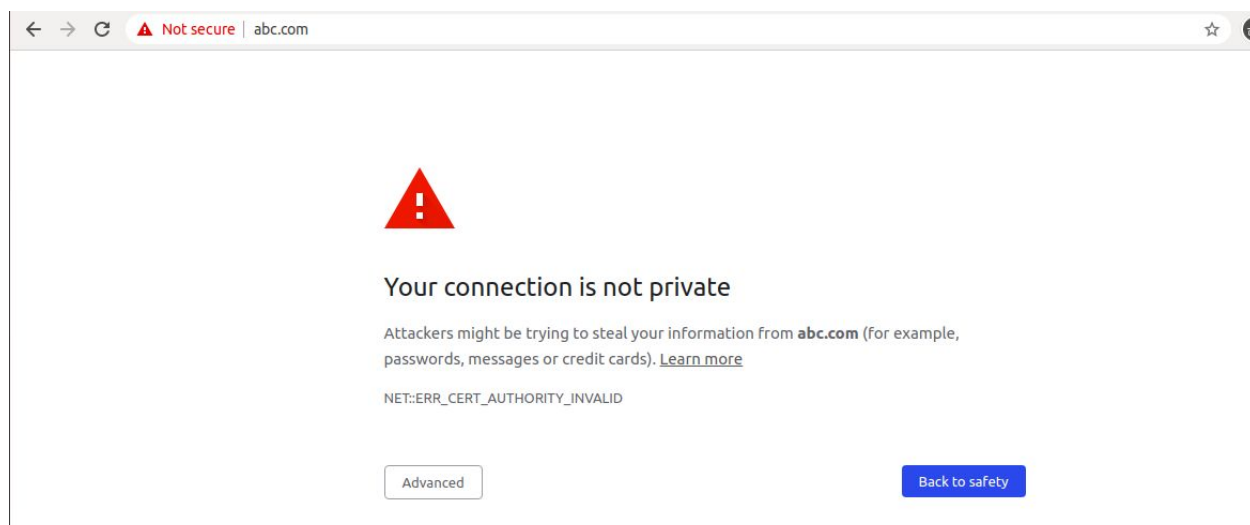 Not secure | abc.com
Your connection is not private
Attackers might be trying to steal your information from abc.com (for example,
passwords, messages or credit cards). Learn more
NET::ERR_CERT_AUTHORITY_INVALID
Advanced
Back to safety